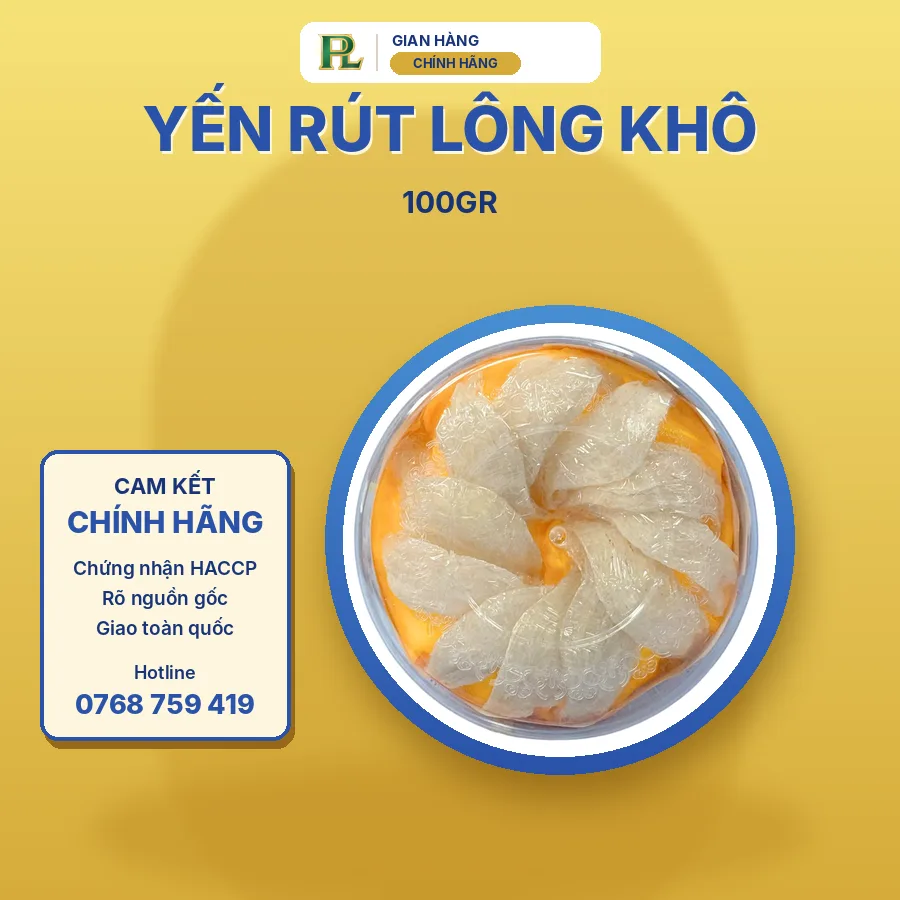 PL
GIAN HÀNG
CHÍNH HÃNG
YẾN RÚT LÔNG KHÔ
100GR
CAM KẾT
CHÍNH HÃNG
Chứng nhận HACCP
Rõ nguồn gốc
Giao toàn quốc
Hotline
0768 759 419